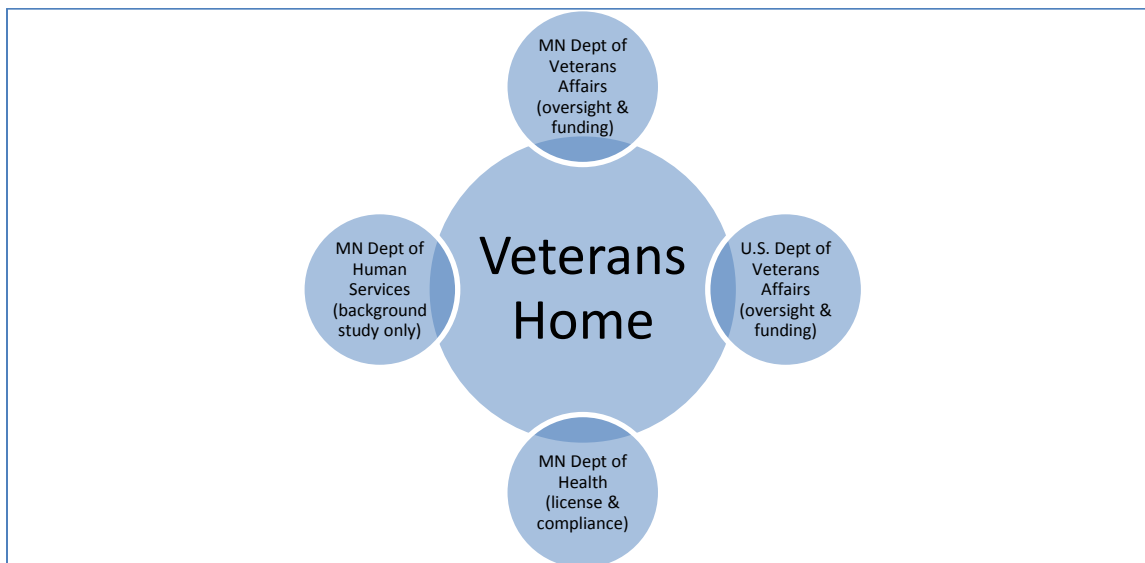 MN Dept of
Veterans
Affairs
(oversight &
funding)
MN Dept of
Human
Services
(background
study only)
Veterans
Home
U.S. Dept of
Veterans
Affairs
(oversight &
funding)
MN Dept of
Health
(license &
compliance)